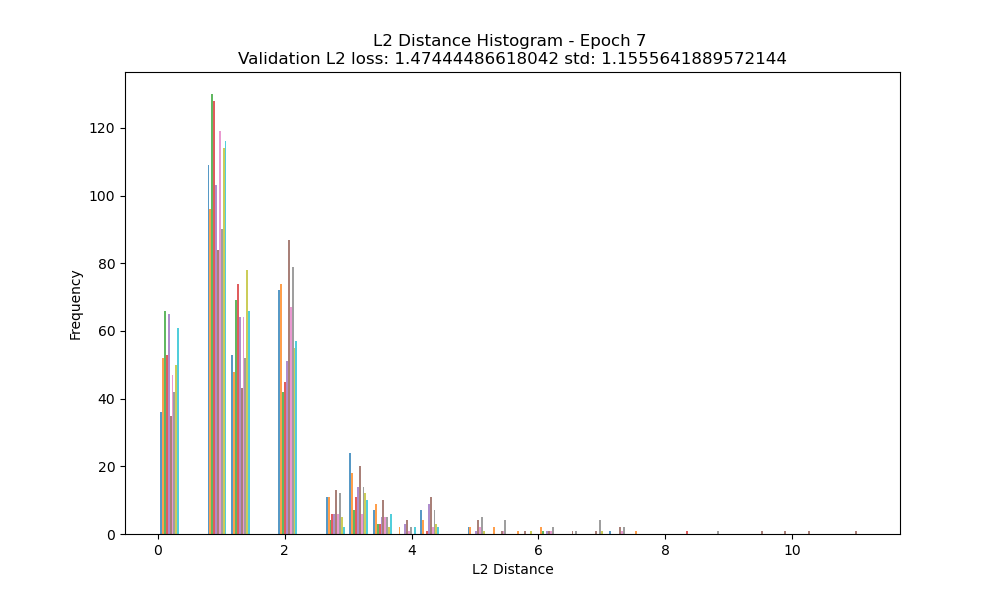 L2 Distance Histogram - Epoch 7
Validation L2 loss: 1.47444486618042 std: 1.1555641889572144
Frequency
120
100
80
60
40
20
0
0 2 4 6 8 10
L2 Distance